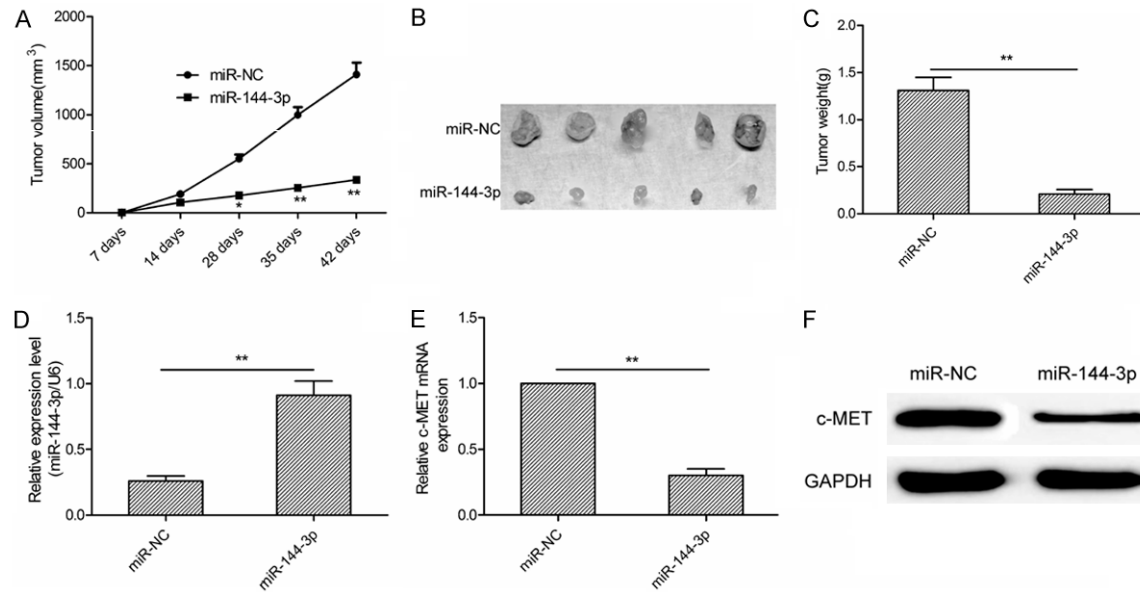 A
Tumor volume(mm³)
2000
1500
1000
500
0
miR-NC
miR-144-3p
*
**
**
7 days
14 days
28 days
35 days
42 days
B
miR-NC
miR-144-3p
C
Tumor weight(g)
2.0
1.5
1.0
0.5
0.0
**
miR-NC
miR-144-3p
D
Relative expression level
(miR-144-3p/U6)
1.5
1.0
0.5
0.0
**
miR-NC
miR-144-3p
E
Relative c-MET mRNA
expression
1.5
1.0
0.5
0.0
**
miR-NC
miR-144-3p
F
miR-NC miR-144-3p
c-MET
GAPDH